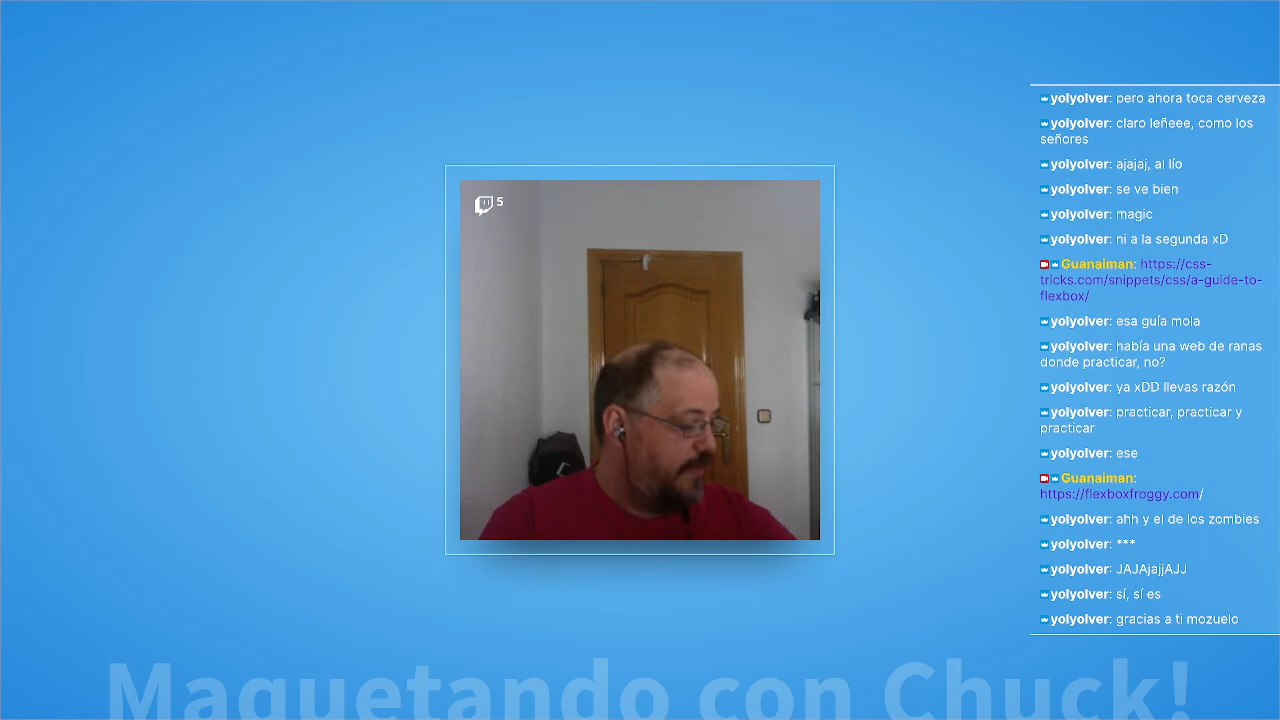 5
yolyolver: pero ahora toca cerveza
yolyolver: claro leñeee, como los
señores
yolyolver: ajajaj, al lío
yolyolver: se ve bien
yolyolver: magic
yolyolver: ni a la segunda xD
Guanaiman: https://css-
tricks.com/snippets/css/a-guide-to-
flexbox/
yolyolver: esa guía mola
yolyolver: había una web de ranas
donde practicar, no?
yolyolver: ya xDD llevas razón
yolyolver: practicar, practicar y
practicar
yolyolver: ese
Guanaiman:
https://flexboxfroggy.com/
yolyolver: ahh y el de los zombies
yolyolver: ***
yolyolver: JAJAjajjAJJ
yolyolver: sí, sí es
yolyolver: gracias a ti mozuelo
Maquetando con Chuck!